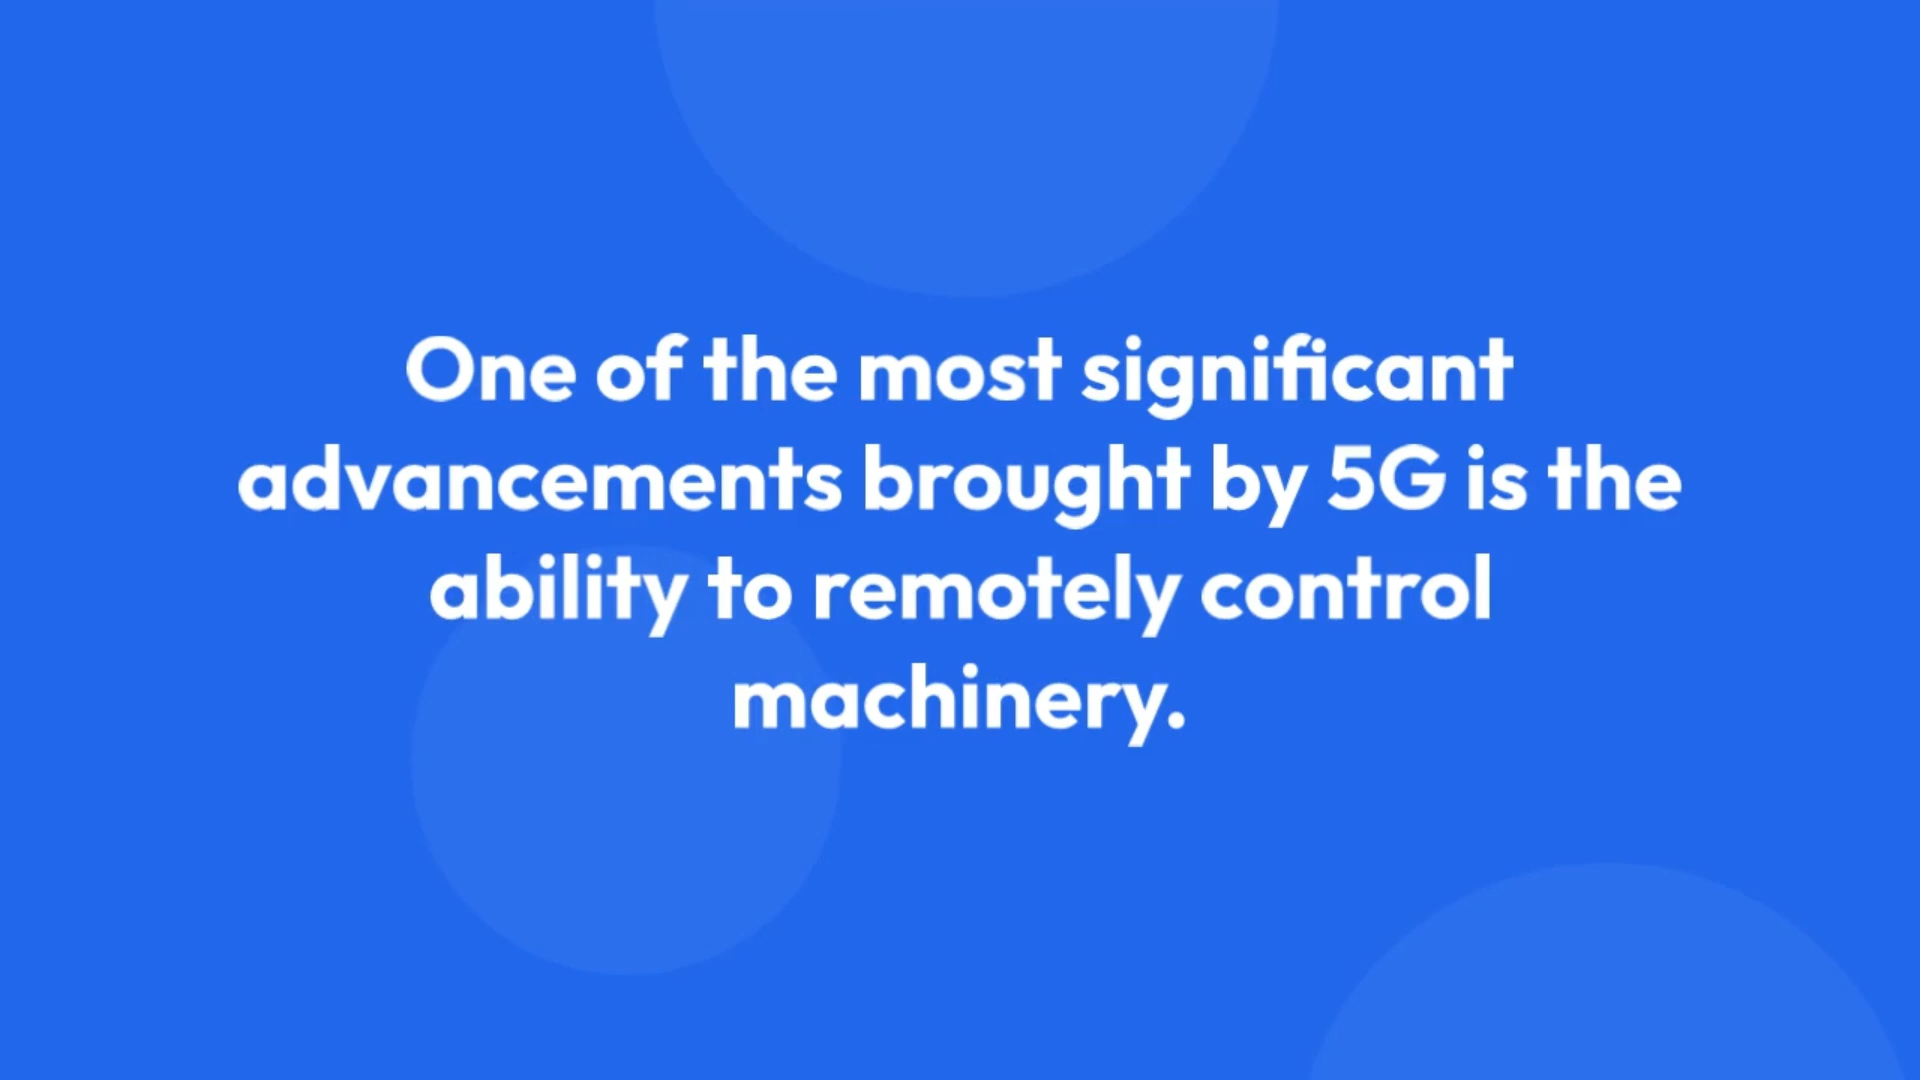 One of the most significant
advancements brought by 5G is the
ability to remotely control
machinery.